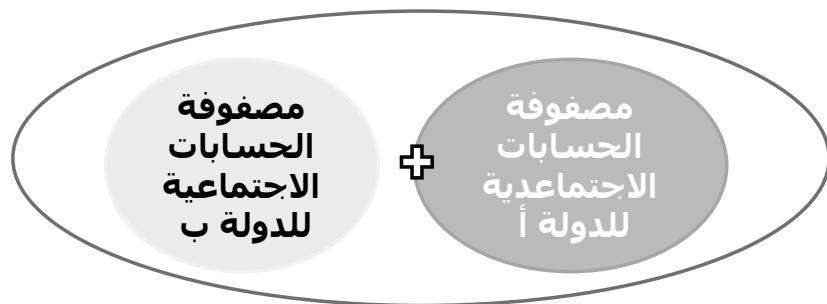 مصفوفة
الحسابات
الاجتماعدية
للدولة أ
مصفوفة
الحسابات
الاجتماعية
للدولة ب